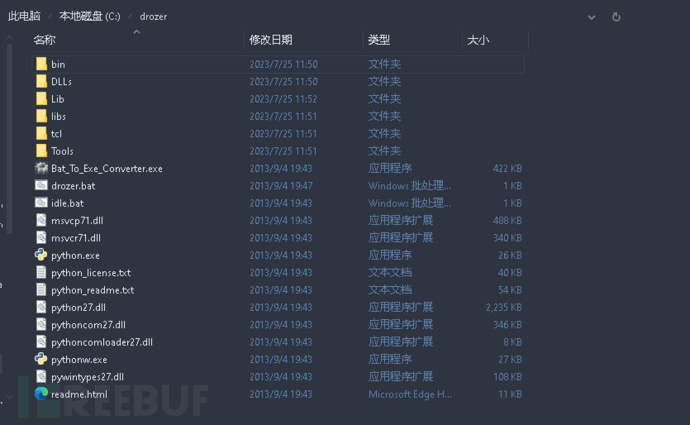 此电脑 > 本地磁盘 (C:) > drozer
名称 修改日期 类型 大小
bin 2023/7/25 11:50 文件夹
DLLs 2023/7/25 11:50 文件夹
Lib 2023/7/25 11:52 文件夹
libs 2023/7/25 11:51 文件夹
tcl 2023/7/25 11:51 文件夹
Tools 2023/7/25 11:51 文件夹
Bat_To_Exe_Converter.exe 2013/9/4 19:43 应用程序 422 KB
drozer.bat 2013/9/4 19:47 Windows 批处理... 1 KB
idle.bat 2013/9/4 19:43 Windows 批处理... 1 KB
msvcp71.dll 2013/9/4 19:43 应用程序扩展 488 KB
msvcr71.dll 2013/9/4 19:43 应用程序扩展 340 KB
python.exe 2013/9/4 19:43 应用程序 26 KB
python_license.txt 2013/9/4 19:43 文本文档 40 KB
python_readme.txt 2013/9/4 19:43 文本文档 54 KB
python27.dll 2013/9/4 19:43 应用程序扩展 2,235 KB
pythoncom27.dll 2013/9/4 19:43 应用程序扩展 346 KB
pythoncomloader27.dll 2013/9/4 19:43 应用程序扩展 8 KB
pythonw.exe 2013/9/4 19:43 应用程序 27 KB
pywintypes27.dll 2013/9/4 19:43 应用程序扩展 108 KB
readme.html 2013/9/4 19:43 Microsoft Edge H... 11 KB
REEBUF